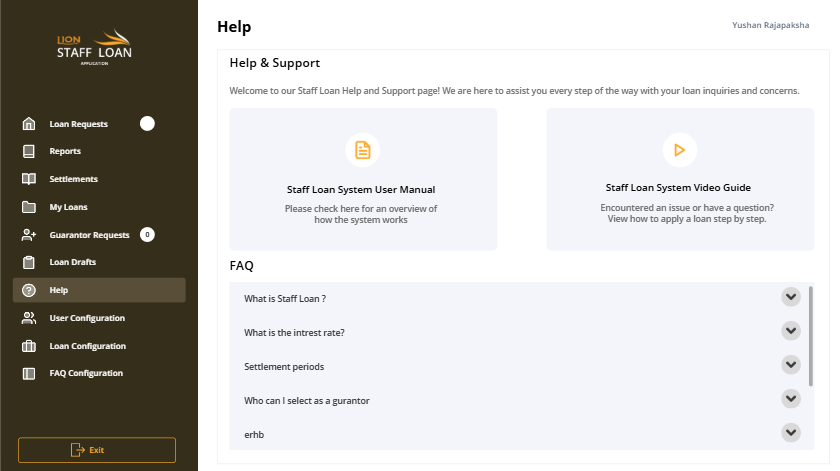 LION
STAFF LOAN
APPLICATION
Loan Requests
Reports
Settlements
My Loans
Guarantor Requests 0
Loan Drafts
Help
User Configuration
Loan Configuration
FAQ Configuration
Exit
Help
Yushan Rajapaksha
Help & Support
Welcome to our Staff Loan Help and Support page! We are here to assist you every step of the way with your loan inquiries and concerns.
Staff Loan System User Manual
Please check here for an overview of
how the system works
Staff Loan System Video Guide
Encountered an issue or have a question?
View how to apply a loan step by step.
FAQ
What is Staff Loan ?
What is the intrest rate?
Settlement periods
Who can I select as a gurantor
erhb